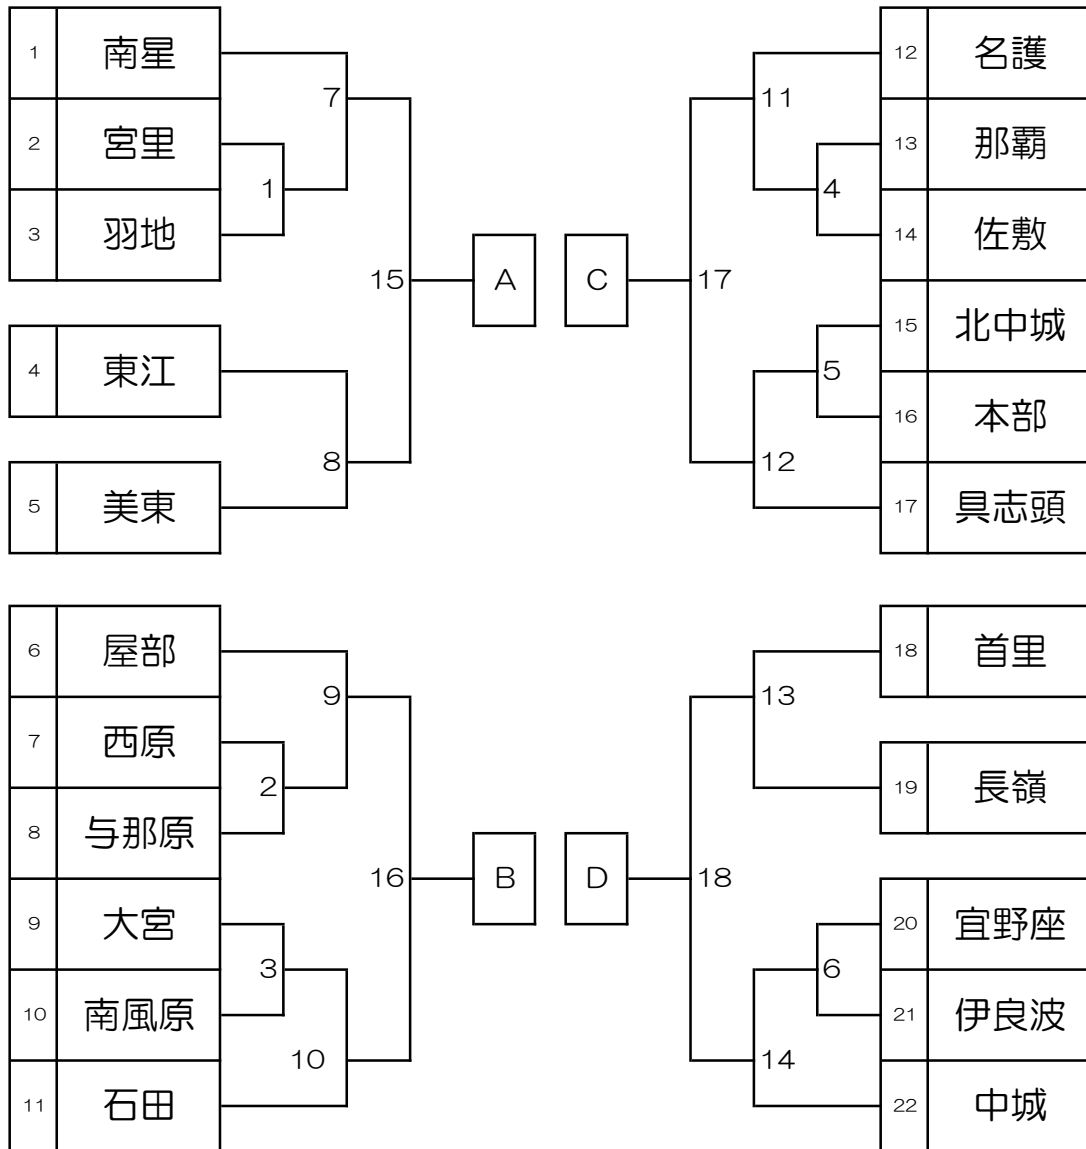 1 南星
7
2 宮里
1
3 羽地
15
A
4 東江
8
5 美東
12 名護
11
13 那覇
4
14 佐敷
C
17
15 北中城
5
16 本部
12
17 具志頭
6 屋部
9
7 西原
2
8 与那原
16
B
9 大宮
3
10 南風原
10
11 石田
18 首里
13
19 長嶺
D
18
20 宜野座
6
21 伊良波
14
22 中城